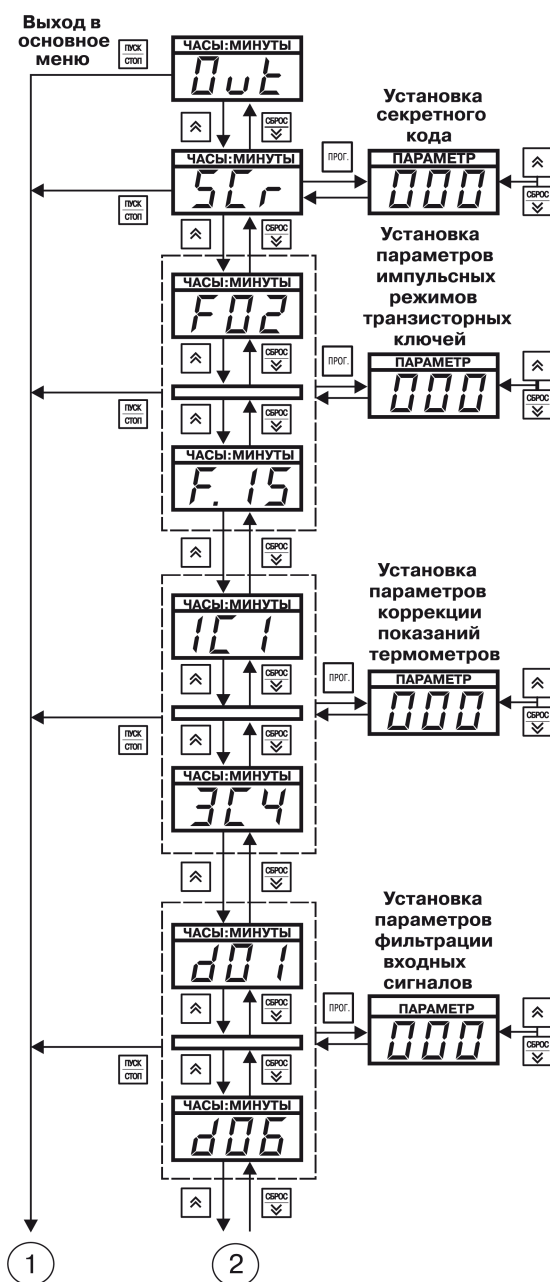 Выход в
основное
меню
ПУСК
СТОП
ЧАСЫ:МИНУТЫ
Out
СБРОС
Установка
секретного
кода
ЧАСЫ:МИНУТЫ
SCr
ПРОГ.
ПАРАМЕТР
000
СБРОС
ПУСК
СТОП
СБРОС
Установка
параметров
импульсных
режимов
транзисторных
ключей
ЧАСЫ:МИНУТЫ
F02
СБРОС
ПРОГ.
ПАРАМЕТР
000
СБРОС
ПУСК
СТОП
СБРОС
ЧАСЫ:МИНУТЫ
F.15
СБРОС
Установка
параметров
коррекции
показаний
термометров
ЧАСЫ:МИНУТЫ
1C1
СБРОС
ПРОГ.
ПАРАМЕТР
000
СБРОС
ПУСК
СТОП
СБРОС
ЧАСЫ:МИНУТЫ
3C4
СБРОС
Установка
параметров
фильтрации
входных
сигналов
ЧАСЫ:МИНУТЫ
d01
СБРОС
ПРОГ.
ПАРАМЕТР
000
СБРОС
ПУСК
СТОП
СБРОС
ЧАСЫ:МИНУТЫ
d06
СБРОС
1
2